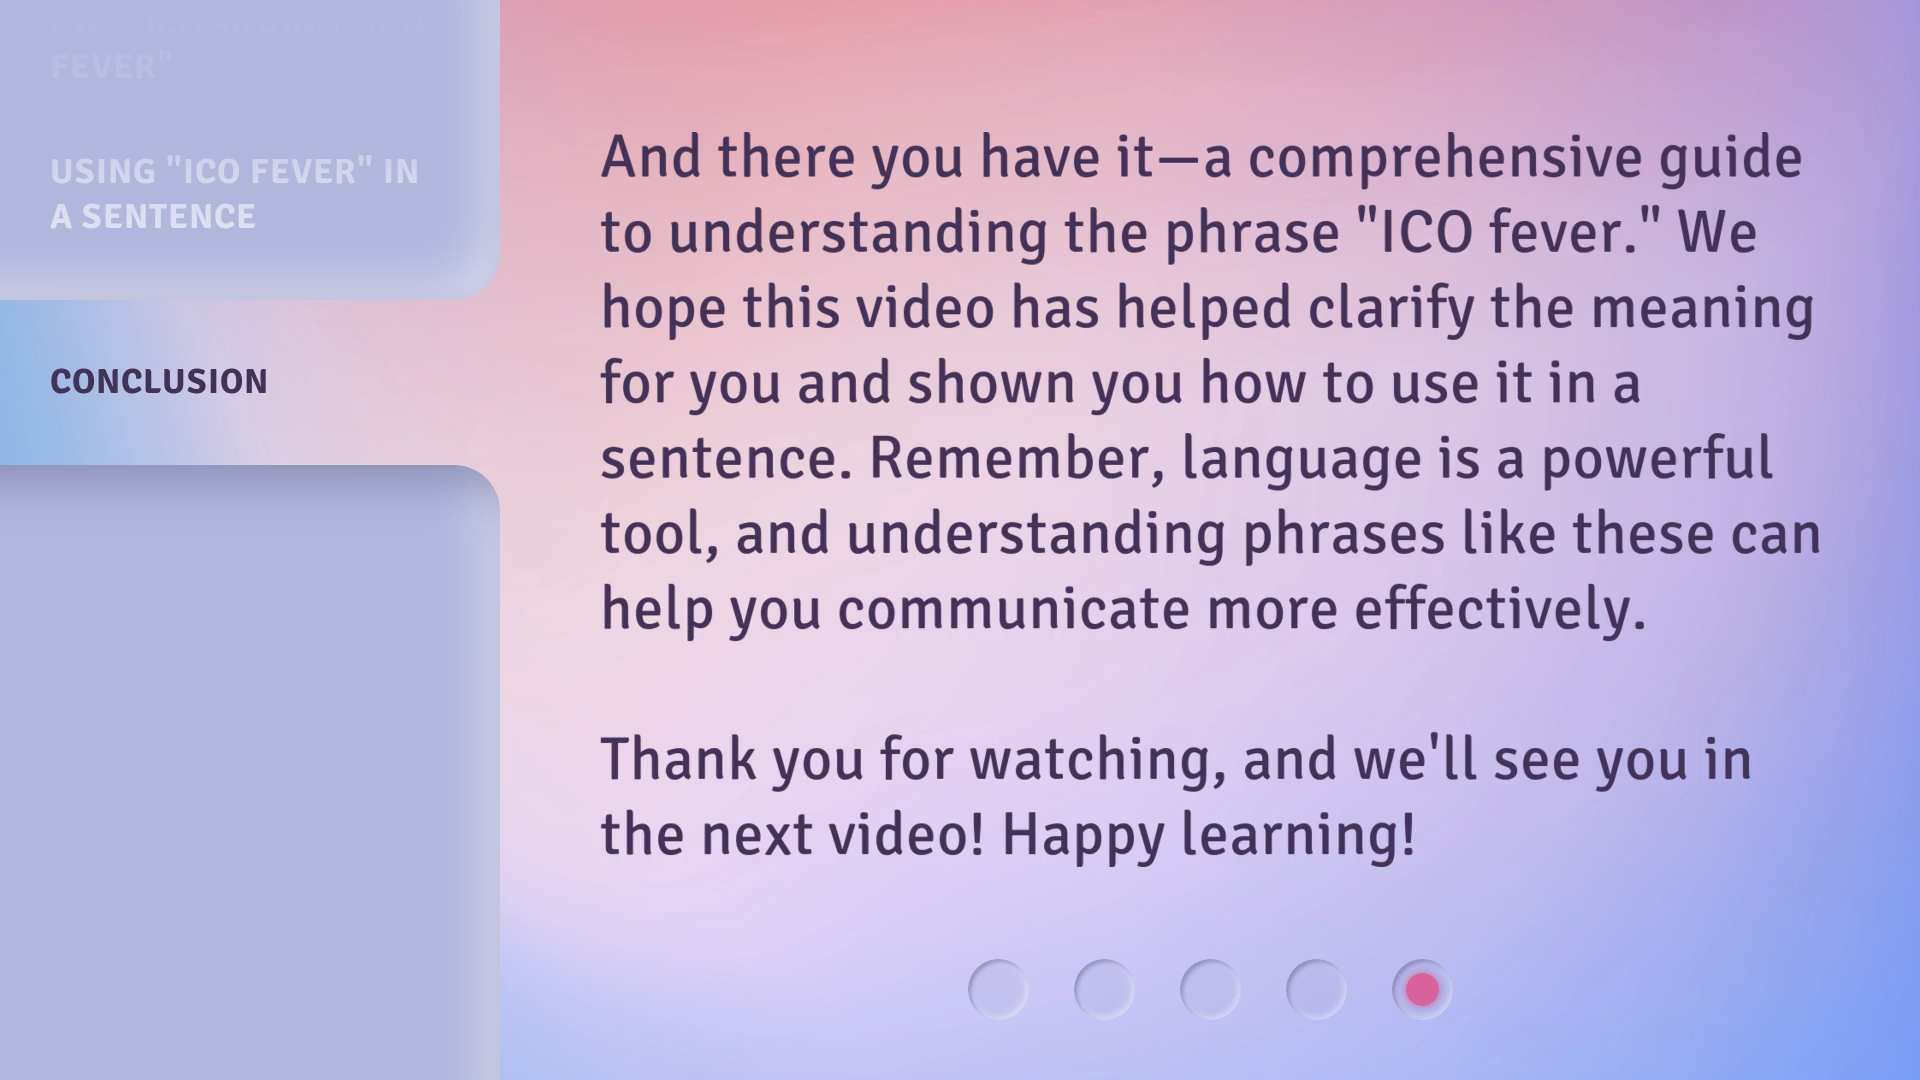 UNDERSTANDING "ICO
FEVER"
USING "ICO FEVER" IN
A SENTENCE
CONCLUSION
And there you have it—a comprehensive guide
to understanding the phrase "ICO fever." We
hope this video has helped clarify the meaning
for you and shown you how to use it in a
sentence. Remember, language is a powerful
tool, and understanding phrases like these can
help you communicate more effectively.
Thank you for watching, and we'll see you in
the next video! Happy learning!